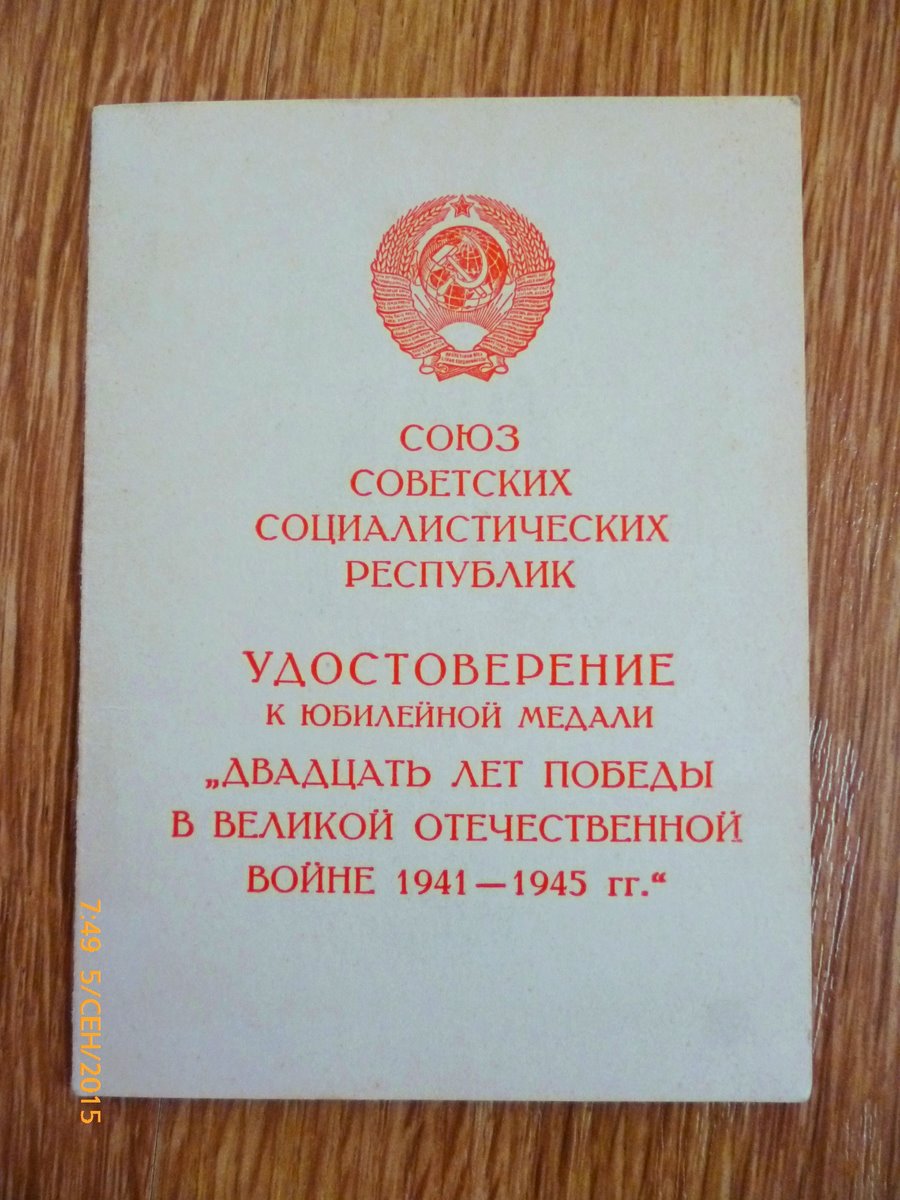 СОЮЗ
СОВЕТСКИХ
СОЦИАЛИСТИЧЕСКИХ
РЕСПУБЛИК
УДОСТОВЕРЕНИЕ
К ЮБИЛЕЙНОЙ МЕДАЛИ
„ДВАДЦАТЬ ЛЕТ ПОБЕДЫ
В ВЕЛИКОЙ ОТЕЧЕСТВЕННОЙ
ВОЙНЕ 1941—1945 гг.“
7:49 5/СЕН/2015